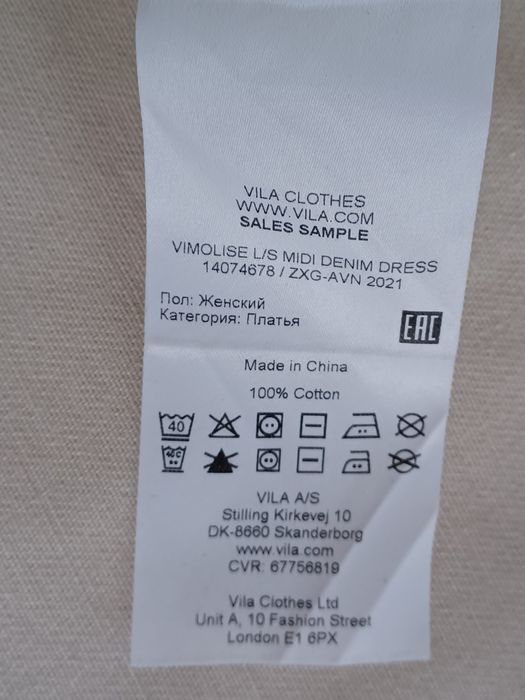 VILA CLOTHES
WWW.VILA.COM
SALES SAMPLE
VIMOLISE L/S MIDI DENIM DRESS
14074678 / ZXG-AVN 2021
Пол: Женский
Категория: Платья
EAC
Made in China
100% Cotton
40
40C
VILA A/S
Stilling Kirkevej 10
DK-8660 Skanderborg
www.vila.com
CVR: 67756819
Vila Clothes Ltd
Unit A, 10 Fashion Street
London E1 6PX